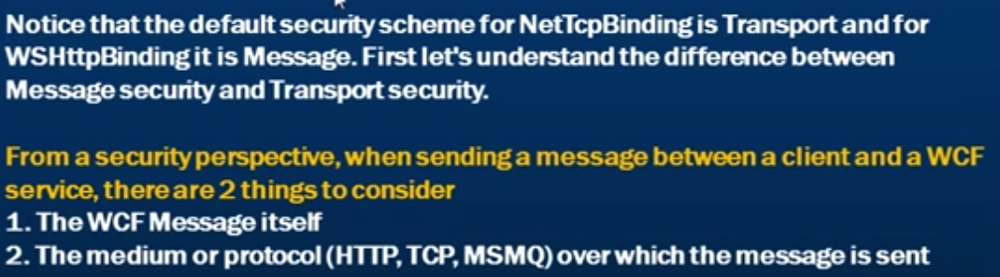 Notice that the default security scheme for NetTcpBinding is Transport and for
WSHttpBinding it is Message. First let's understand the difference between
Message security and Transport security.
From a security perspective, when sending a message between a client and a WCF
service, there are 2 things to consider
1. The WCF Message itself
2. The medium or protocol (HTTP, TCP, MSMQ) over which the message is sent